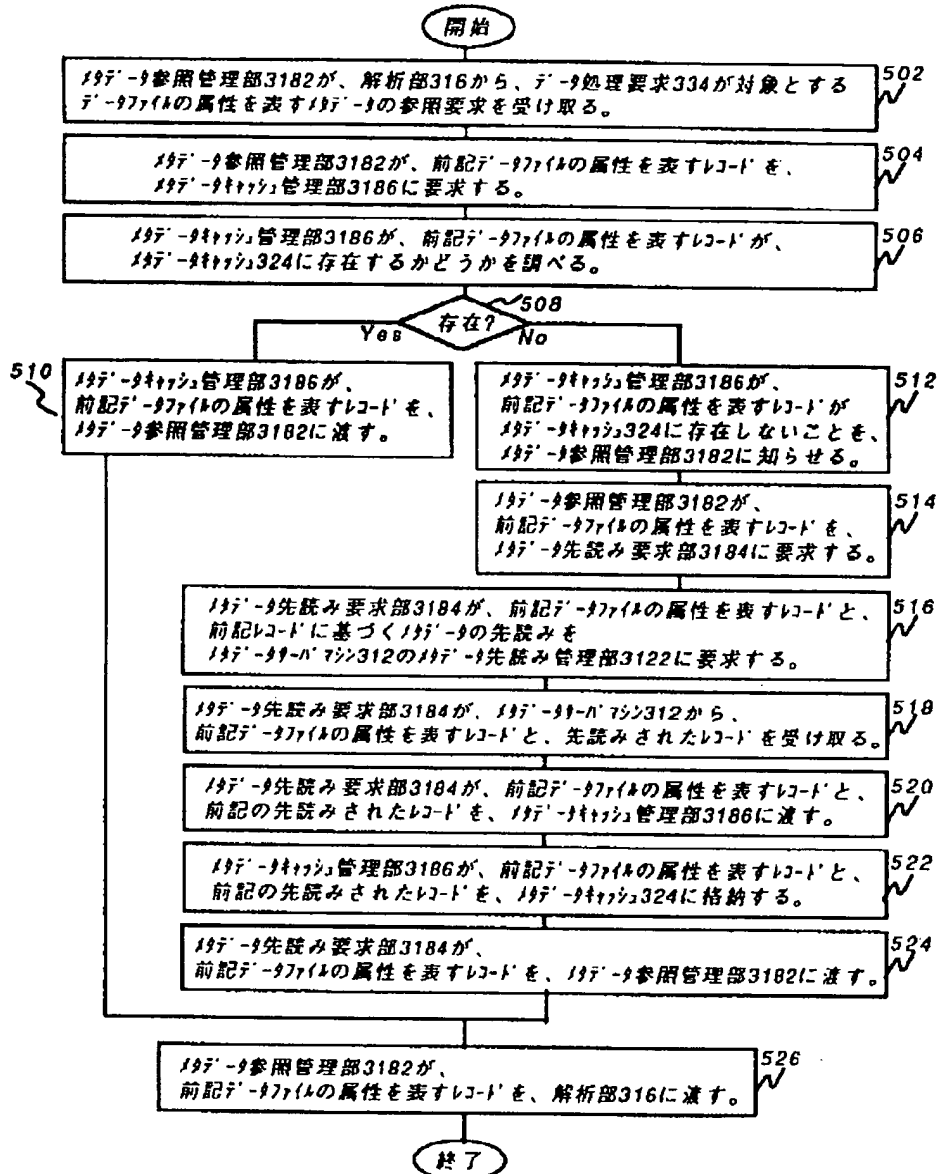 開始
メタデータ参照管理部3182が、解析部316から、データ処理要求334が対象とする
データファイルの属性を表すメタデータの参照要求を受け取る。
502
メタデータ参照管理部3182が、前記データファイルの属性を表すレコードを、
メタデータキャッシュ管理部3186に要求する。
504
メタデータキャッシュ管理部3186が、前記データファイルの属性を表すレコードが、
メタデータキャッシュ324に存在するかどうかを調べる。
506
508
存在?
Yes
No
510
メタデータキャッシュ管理部3186が、
前記データファイルの属性を表すレコードを、
メタデータ参照管理部3182に渡す。
メタデータキャッシュ管理部3186が、
前記データファイルの属性を表すレコードが
メタデータキャッシュ324に存在しないことを、
メタデータ参照管理部3182に知らせる。
512
メタデータ参照管理部3182が、
前記データファイルの属性を表すレコードを、
メタデータ先読み要求部3184に要求する。
514
メタデータ先読み要求部3184が、前記データファイルの属性を表すレコードと、
前記レコードに基づくメタデータの先読みを
メタデータサーバマシン312のメタデータ先読み管理部3122に要求する。
516
メタデータ先読み要求部3184が、メタデータサーバマシン312から、
前記データファイルの属性を表すレコードと、先読みされたレコードを受け取る。
518
メタデータ先読み要求部3184が、前記データファイルの属性を表すレコードと、
前記の先読みされたレコードを、メタデータキャッシュ管理部3186に渡す。
520
メタデータキャッシュ管理部3186が、前記データファイルの属性を表すレコードと、
前記の先読みされたレコードを、メタデータキャッシュ324に格納する。
522
メタデータ先読み要求部3184が、
前記データファイルの属性を表すレコードを、メタデータ参照管理部3182に渡す。
524
メタデータ参照管理部3182が、
前記データファイルの属性を表すレコードを、解析部316に渡す。
526
終了